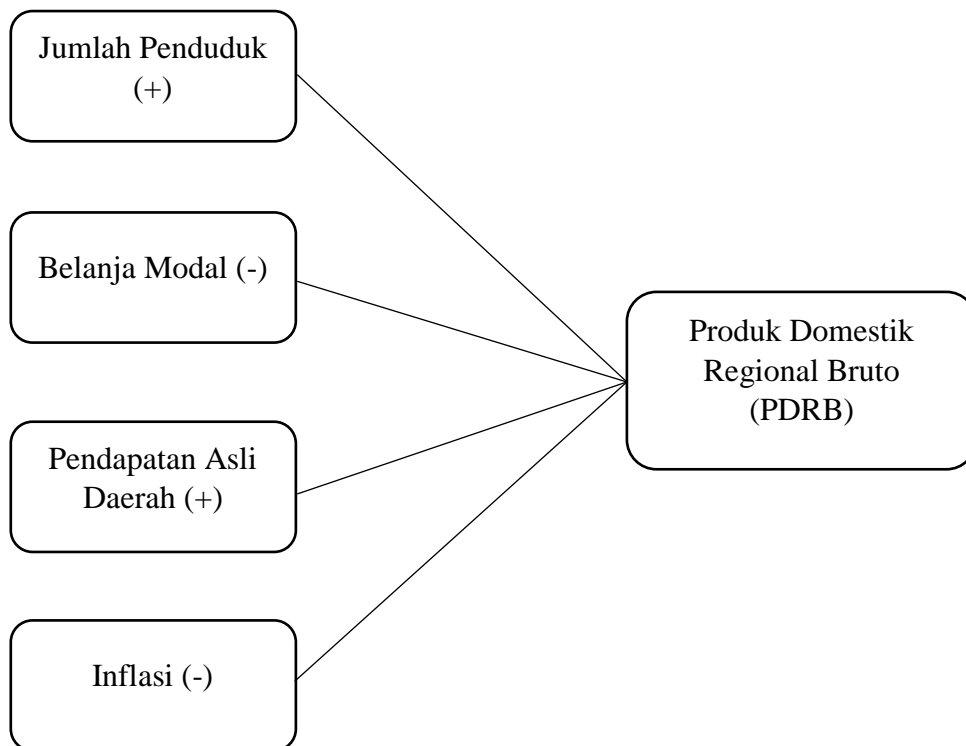 Jumlah Penduduk
(+)
Belanja Modal (-)
Pendapatan Asli
Daerah (+)
Inflasi (-)
Produk Domestik
Regional Bruto
(PDRB)